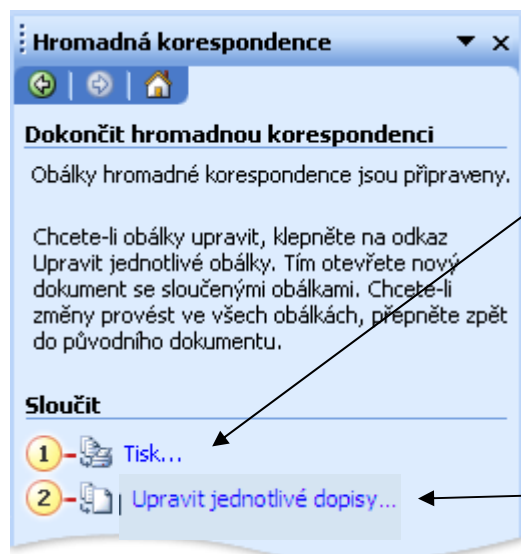 Hromadná korespondence
Dokončit hromadnou korespondenci
Obálky hromadné korespondence jsou připraveny.
Chcete-li obálky upravit, klepněte na odkaz
Upravit jednotlivé obálky. Tím otevřete nový
dokument se sloučenými obálkami. Chcete-li
změny provést ve všech obálkách, přepněte zpět
do původního dokumentu.
Sloučit
1 Tisk...
2 Upravit jednotlivé dopisy...